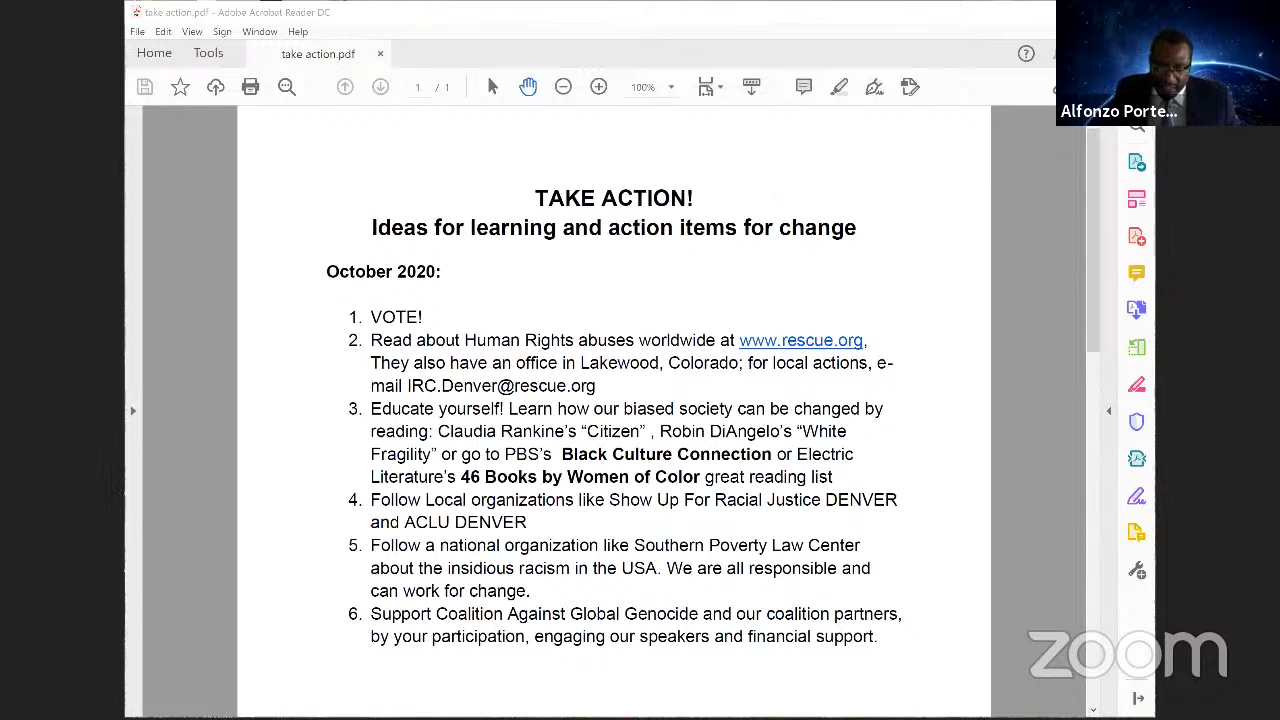 take action.pdf - Adobe Acrobat Reader DC
File Edit View Sign Window Help
Home Tools take action.pdf ×
1 / 1 100%
Alfonzo Porte...
TAKE ACTION!
Ideas for learning and action items for change
October 2020:
1. VOTE!
2. Read about Human Rights abuses worldwide at www.rescue.org,
They also have an office in Lakewood, Colorado; for local actions, e-
mail IRC.Denver@rescue.org
3. Educate yourself! Learn how our biased society can be changed by
reading: Claudia Rankine's “Citizen” , Robin DiAngelo's “White
Fragility” or go to PBS's Black Culture Connection or Electric
Literature's 46 Books by Women of Color great reading list
4. Follow Local organizations like Show Up For Racial Justice DENVER
and ACLU DENVER
5. Follow a national organization like Southern Poverty Law Center
about the insidious racism in the USA. We are all responsible and
can work for change.
6. Support Coalition Against Global Genocide and our coalition partners,
by your participation, engaging our speakers and financial support.
zoom